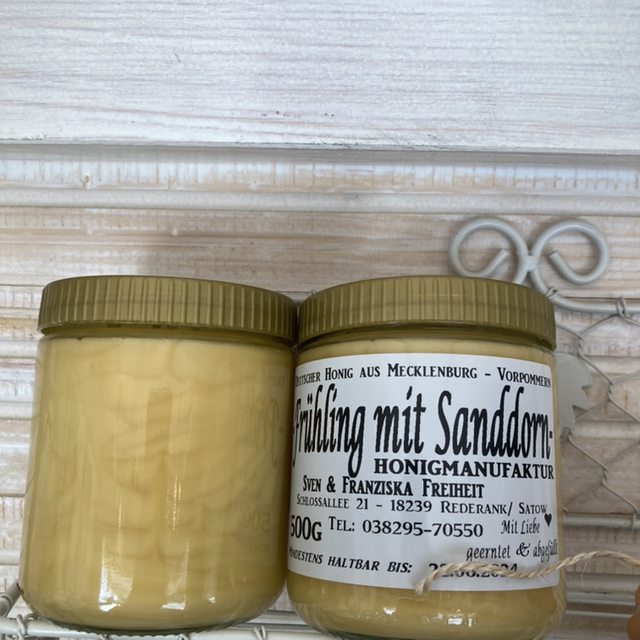 Deutscher Honig aus Mecklenburg - Vorpommern
Frühling mit Sanddorn-
HONIGMANUFAKTUR
Sven & Franziska Freiheit
Schlossallee 21 - 18239 Rederank/ Satow
500G Tel: 038295-70550 Mit Liebe
geerntet &
Mindestens haltbar bis: